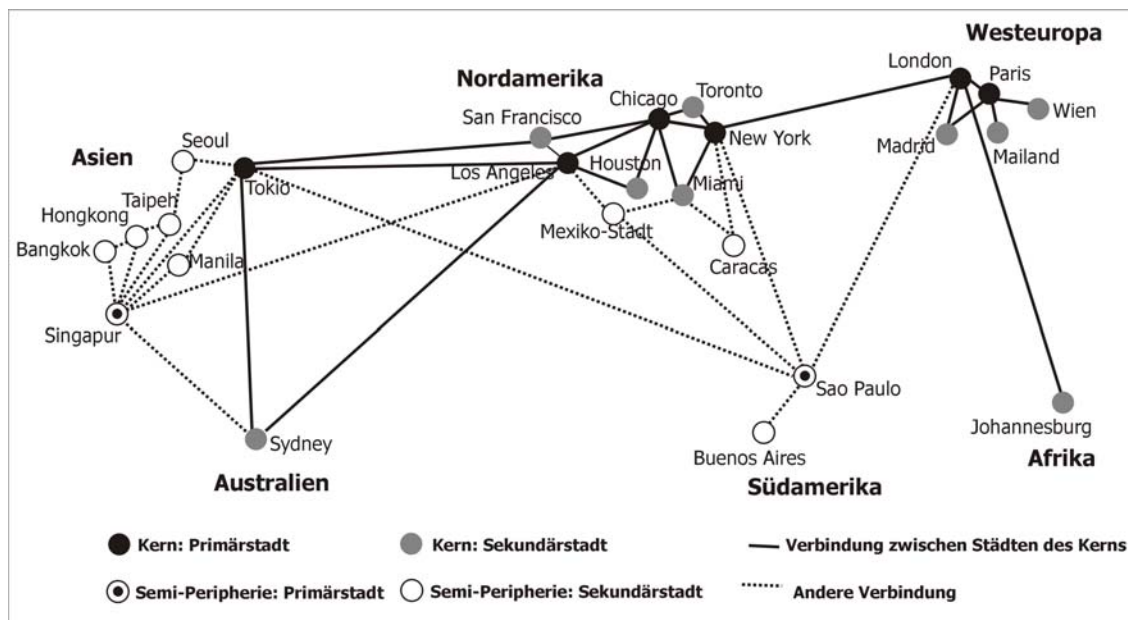 Westeuropa
London
Paris
Nordamerika
Chicago
Toronto
San Francisco
Wien
Seoul
New York
Madrid
Mailand
Asien
Los Angeles
Houston
Tokio
Miami
Taipeh
Hongkong
Bangkok
Manila
Mexiko-Stadt
Caracas
Singapur
Sao Paulo
Johannesburg
Sydney
Buenos Aires
Afrika
Australien
Südamerika
Kern: Primärstadt
Kern: Sekundärstadt
Verbindung zwischen Städten des Kerns
Semi-Peripherie: Primärstadt
Semi-Peripherie: Sekundärstadt
Andere Verbindung